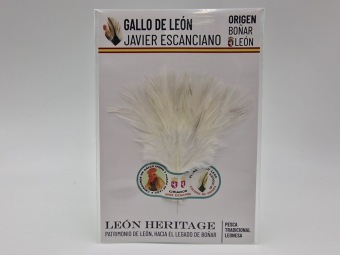 GALLO DE LEÓN
JAVIER ESCANCIANO
ORIGEN
BOÑAR
LEÓN
LEÓN HERITAGE
PATRIMONIO DE LEÓN, HACIA EL LEGADO DE BOÑAR
PESCA
TRADICIONAL
LEONESA